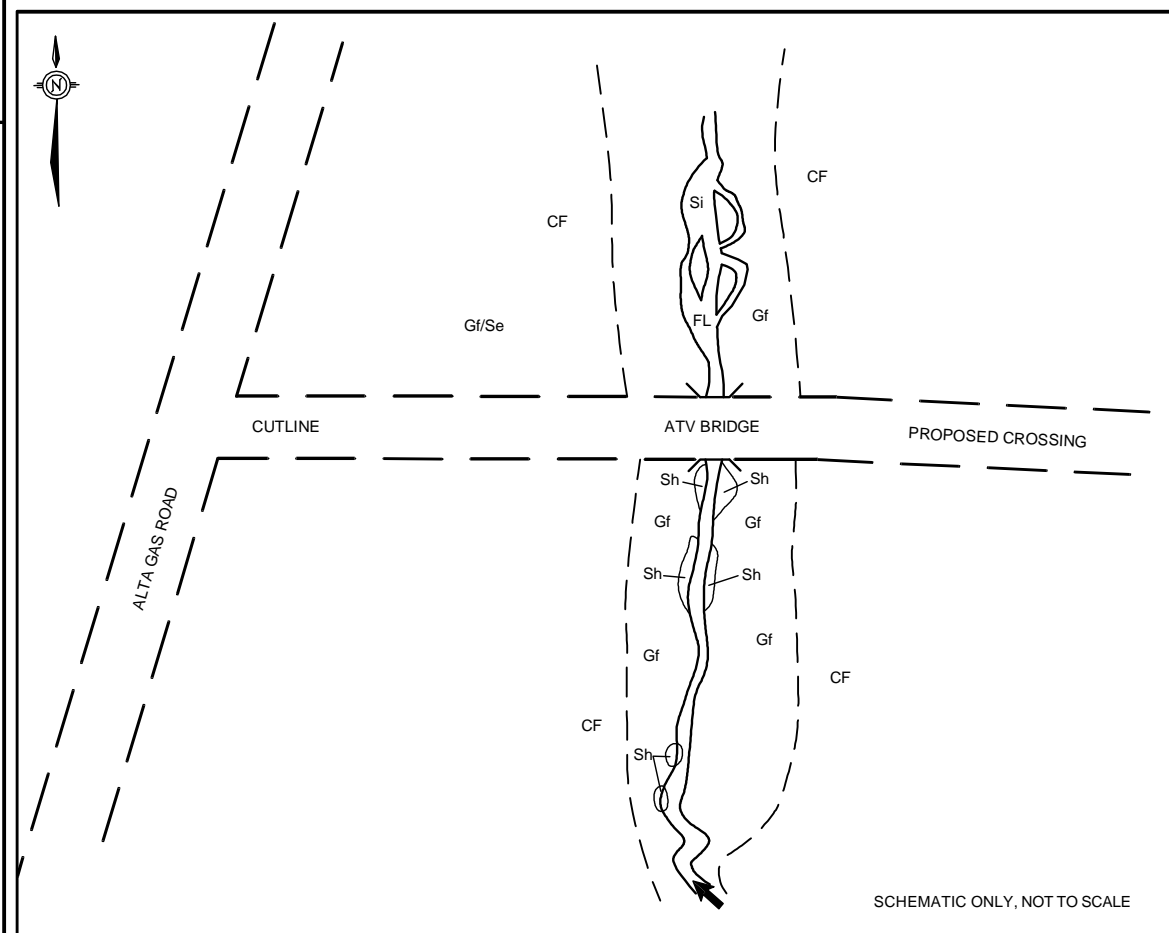 N
CF
Si
CF
Gf/Se
FL
Gf
CUTLINE
ATV BRIDGE
PROPOSED CROSSING
Sh
Sh
Gf
Gf
ALTA GAS ROAD
Sh
Sh
Gf
Gf
CF
CF
Sh
SCHEMATIC ONLY, NOT TO SCALE